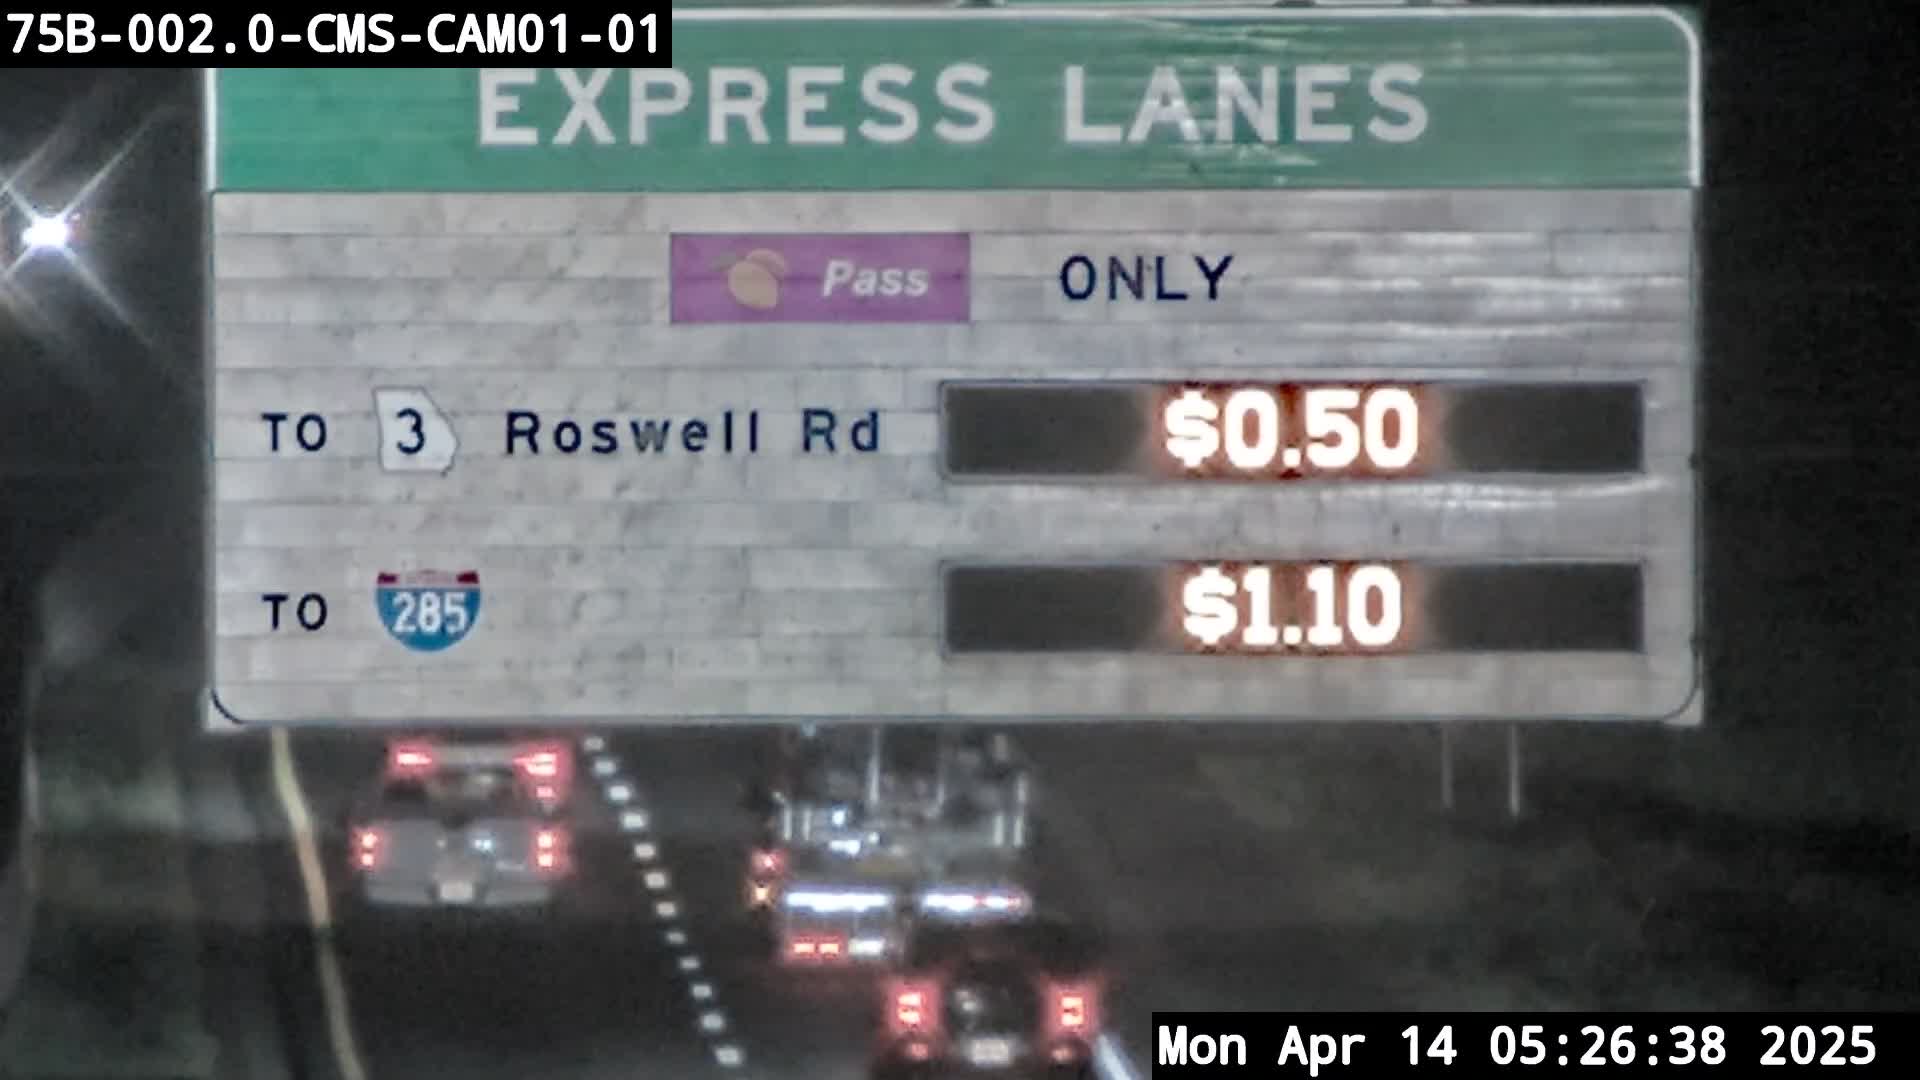 75B-002.0-CMS-CAM01-01
EXPRESS LANES
Pass ONLY
TO 3 Roswell Rd $0.50
TO 285 $1.10
Mon Apr 14 05:26:38 2025